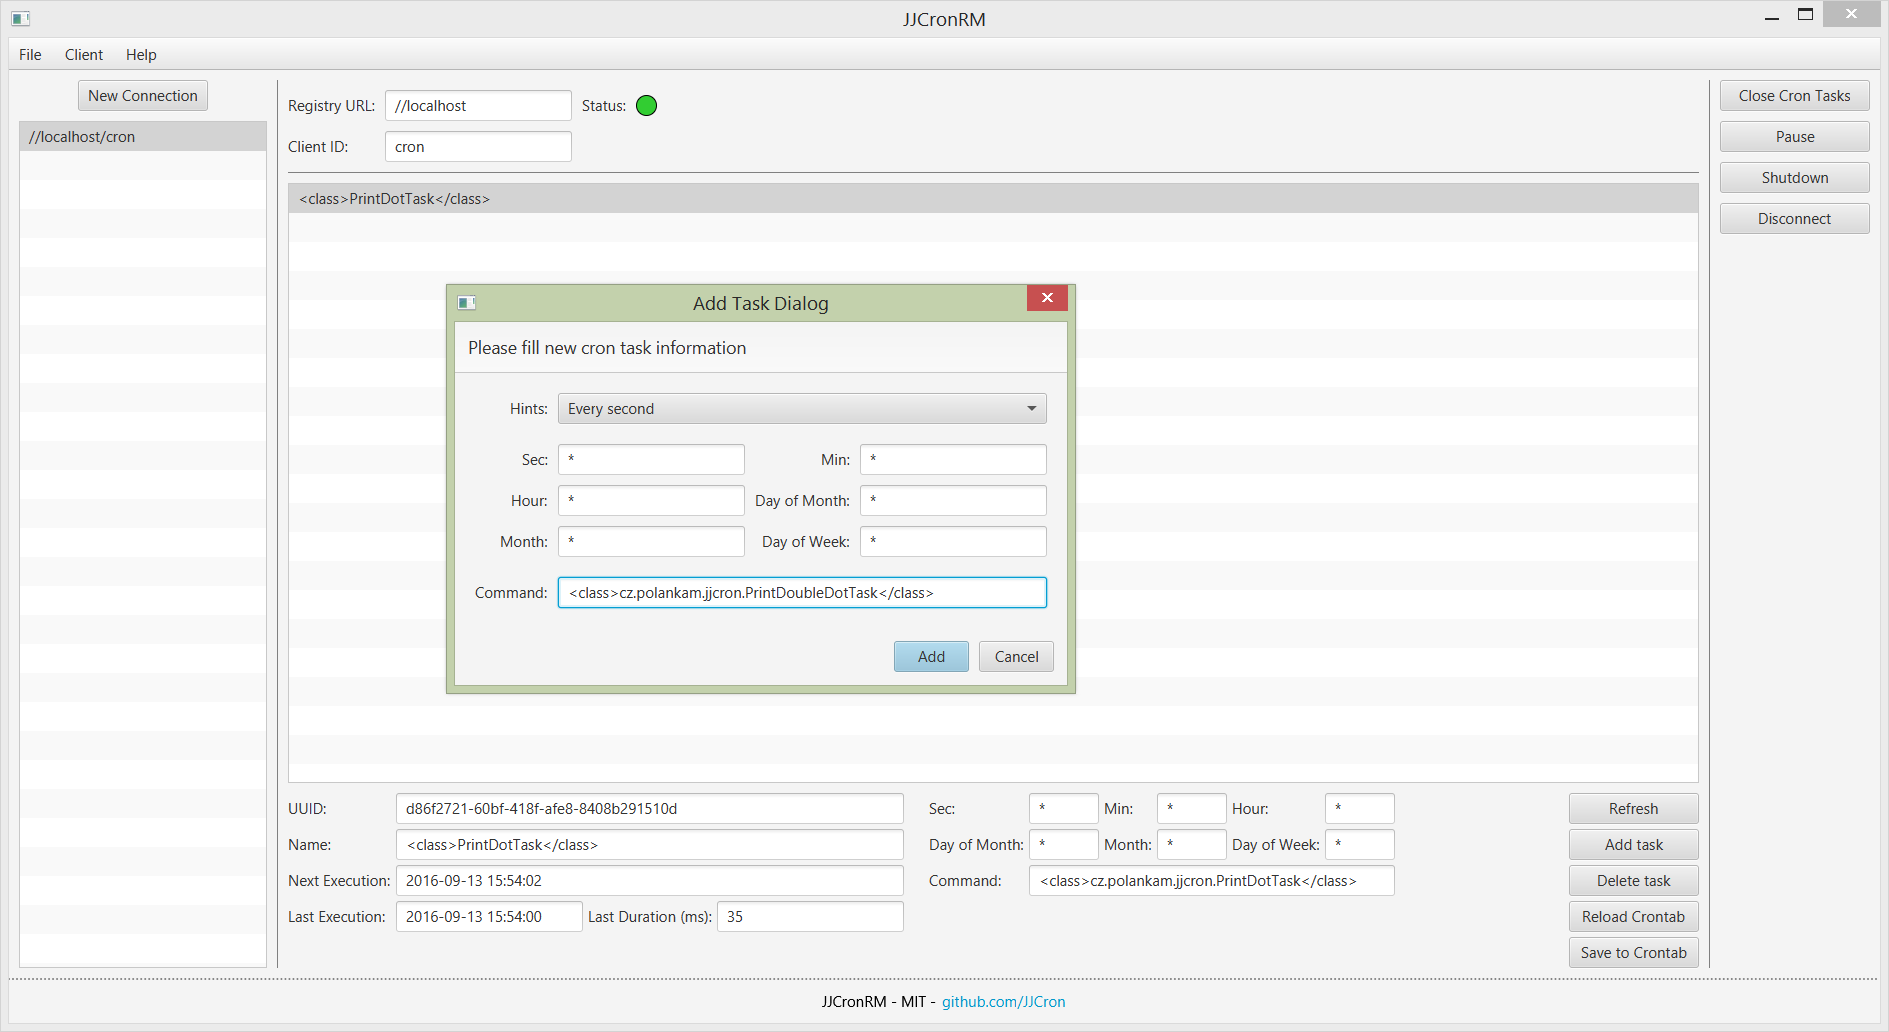 JJCronRM
File Client Help
New Connection
//localhost/cron
Registry URL: //localhost Status:
Client ID: cron
Close Cron Tasks
Pause
Shutdown
Disconnect
<class>PrintDotTask</class>
Add Task Dialog
Please fill new cron task information
Hints: Every second
Sec: * Min: *
Hour: * Day of Month: *
Month: * Day of Week: *
Command: <class>cz.polankam.jjcron.PrintDoubleDotTask</class>
Add Cancel
UUID: d86f2721-60bf-418f-afe8-8408b291510d Sec: * Min: * Hour: * Refresh
Name: <class>PrintDotTask</class> Day of Month: * Month: * Day of Week: * Add task
Next Execution: 2016-09-13 15:54:02 Command: <class>cz.polankam.jjcron.PrintDotTask</class> Delete task
Last Execution: 2016-09-13 15:54:00 Last Duration (ms): 35 Reload Crontab
Save to Crontab
JJCronRM - MIT - github.com/JJCron